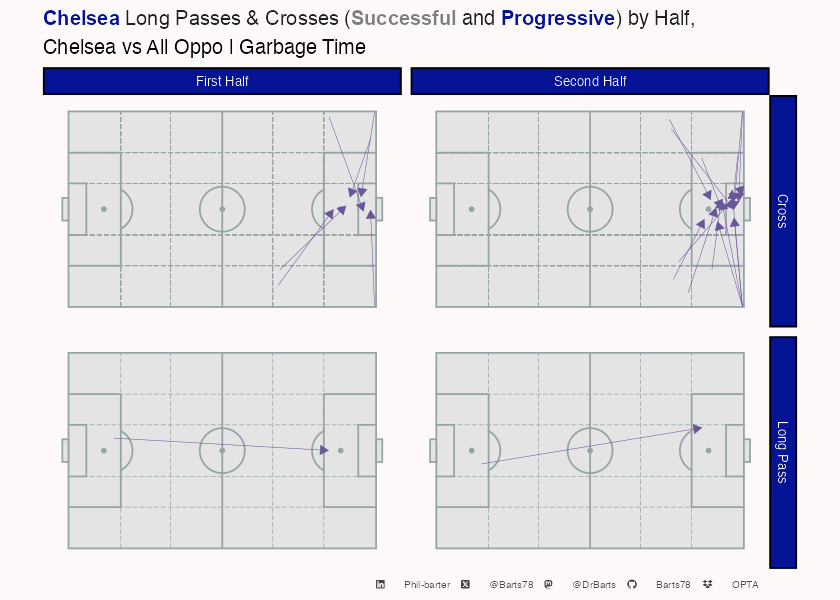 Chelsea Long Passes & Crosses (Successful and Progressive) by Half,
Chelsea vs All Oppo I Garbage Time
First Half
Second Half
Cross
Long Pass
Phil-barter @Barts78 @DrBarts Barts78 OPTA